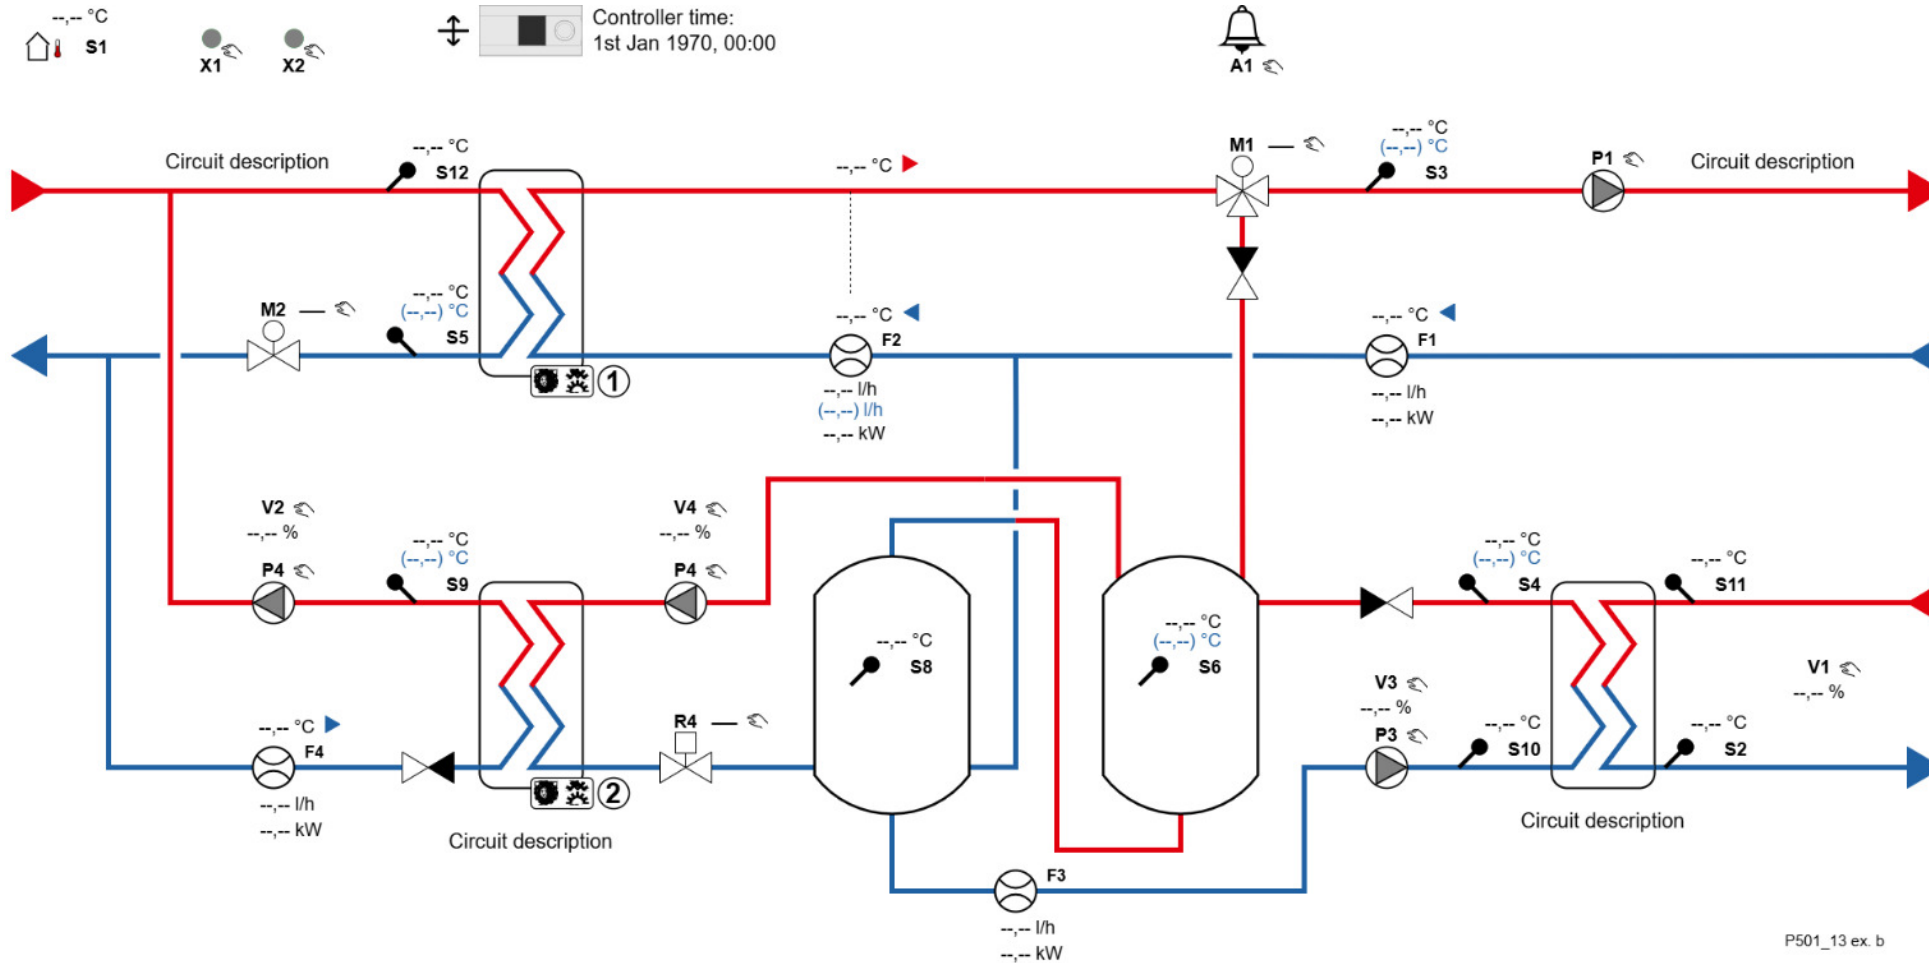 --,-- °C
S1
X1
X2
Controller time:
1st Jan 1970, 00:00
A1
Circuit description
--,-- °C
S12
--,-- °C
M1 —
--,-- °C
(--,--) °C
S3
P1
Circuit description
M2 —
--,-- °C
(--,--) °C
S5
1
--,-- °C
F2
--,-- l/h
(--,--) l/h
--,-- kW
--,-- °C
F1
--,-- l/h
--,-- kW
V2
--,-- %
P4
--,-- °C
(--,--) °C
S9
V4
--,-- %
P4
--,-- °C
S8
--,-- °C
(--,--) °C
S6
--,-- °C
(--,--) °C
S4
--,-- °C
S11
V1
--,-- %
V3
--,-- %
P3
--,-- °C
S10
--,-- °C
S2
--,-- °C
F4
--,-- l/h
--,-- kW
R4 —
2
Circuit description
Circuit description
F3
--,-- l/h
--,-- kW
P501_13 ex. b